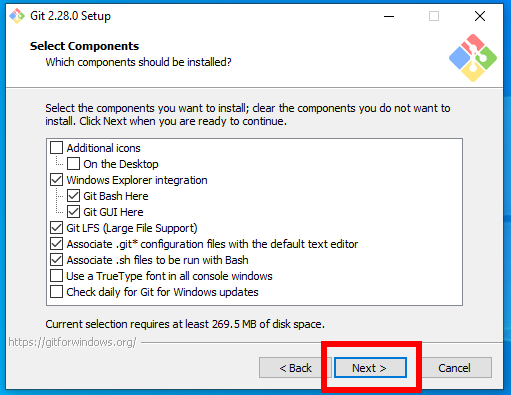 Git 2.28.0 Setup
Select Components
Which components should be installed?
Select the components you want to install; clear the components you do not want to
install. Click Next when you are ready to continue.
Additional icons
On the Desktop
Windows Explorer integration
Git Bash Here
Git GUI Here
Git LFS (Large File Support)
Associate .git* configuration files with the default text editor
Associate .sh files to be run with Bash
Use a TrueType font in all console windows
Check daily for Git for Windows updates
Current selection requires at least 269.5 MB of disk space.
https://gitforwindows.org/
< Back
Next >
Cancel